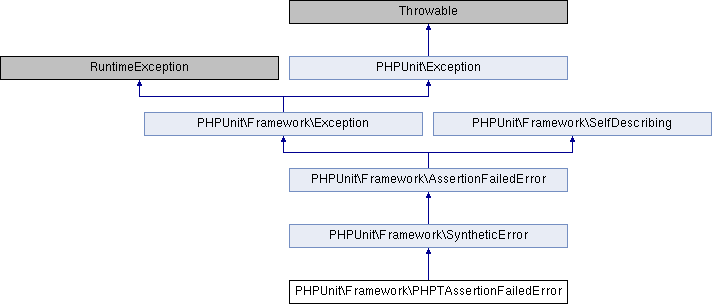 Throwable
RuntimeException
PHPUnit\Exception
PHPUnit\Framework\Exception
PHPUnit\Framework\SelfDescribing
PHPUnit\Framework\AssertionFailedError
PHPUnit\Framework\SyntheticError
PHPUnit\Framework\PHPTAssertionFailedError